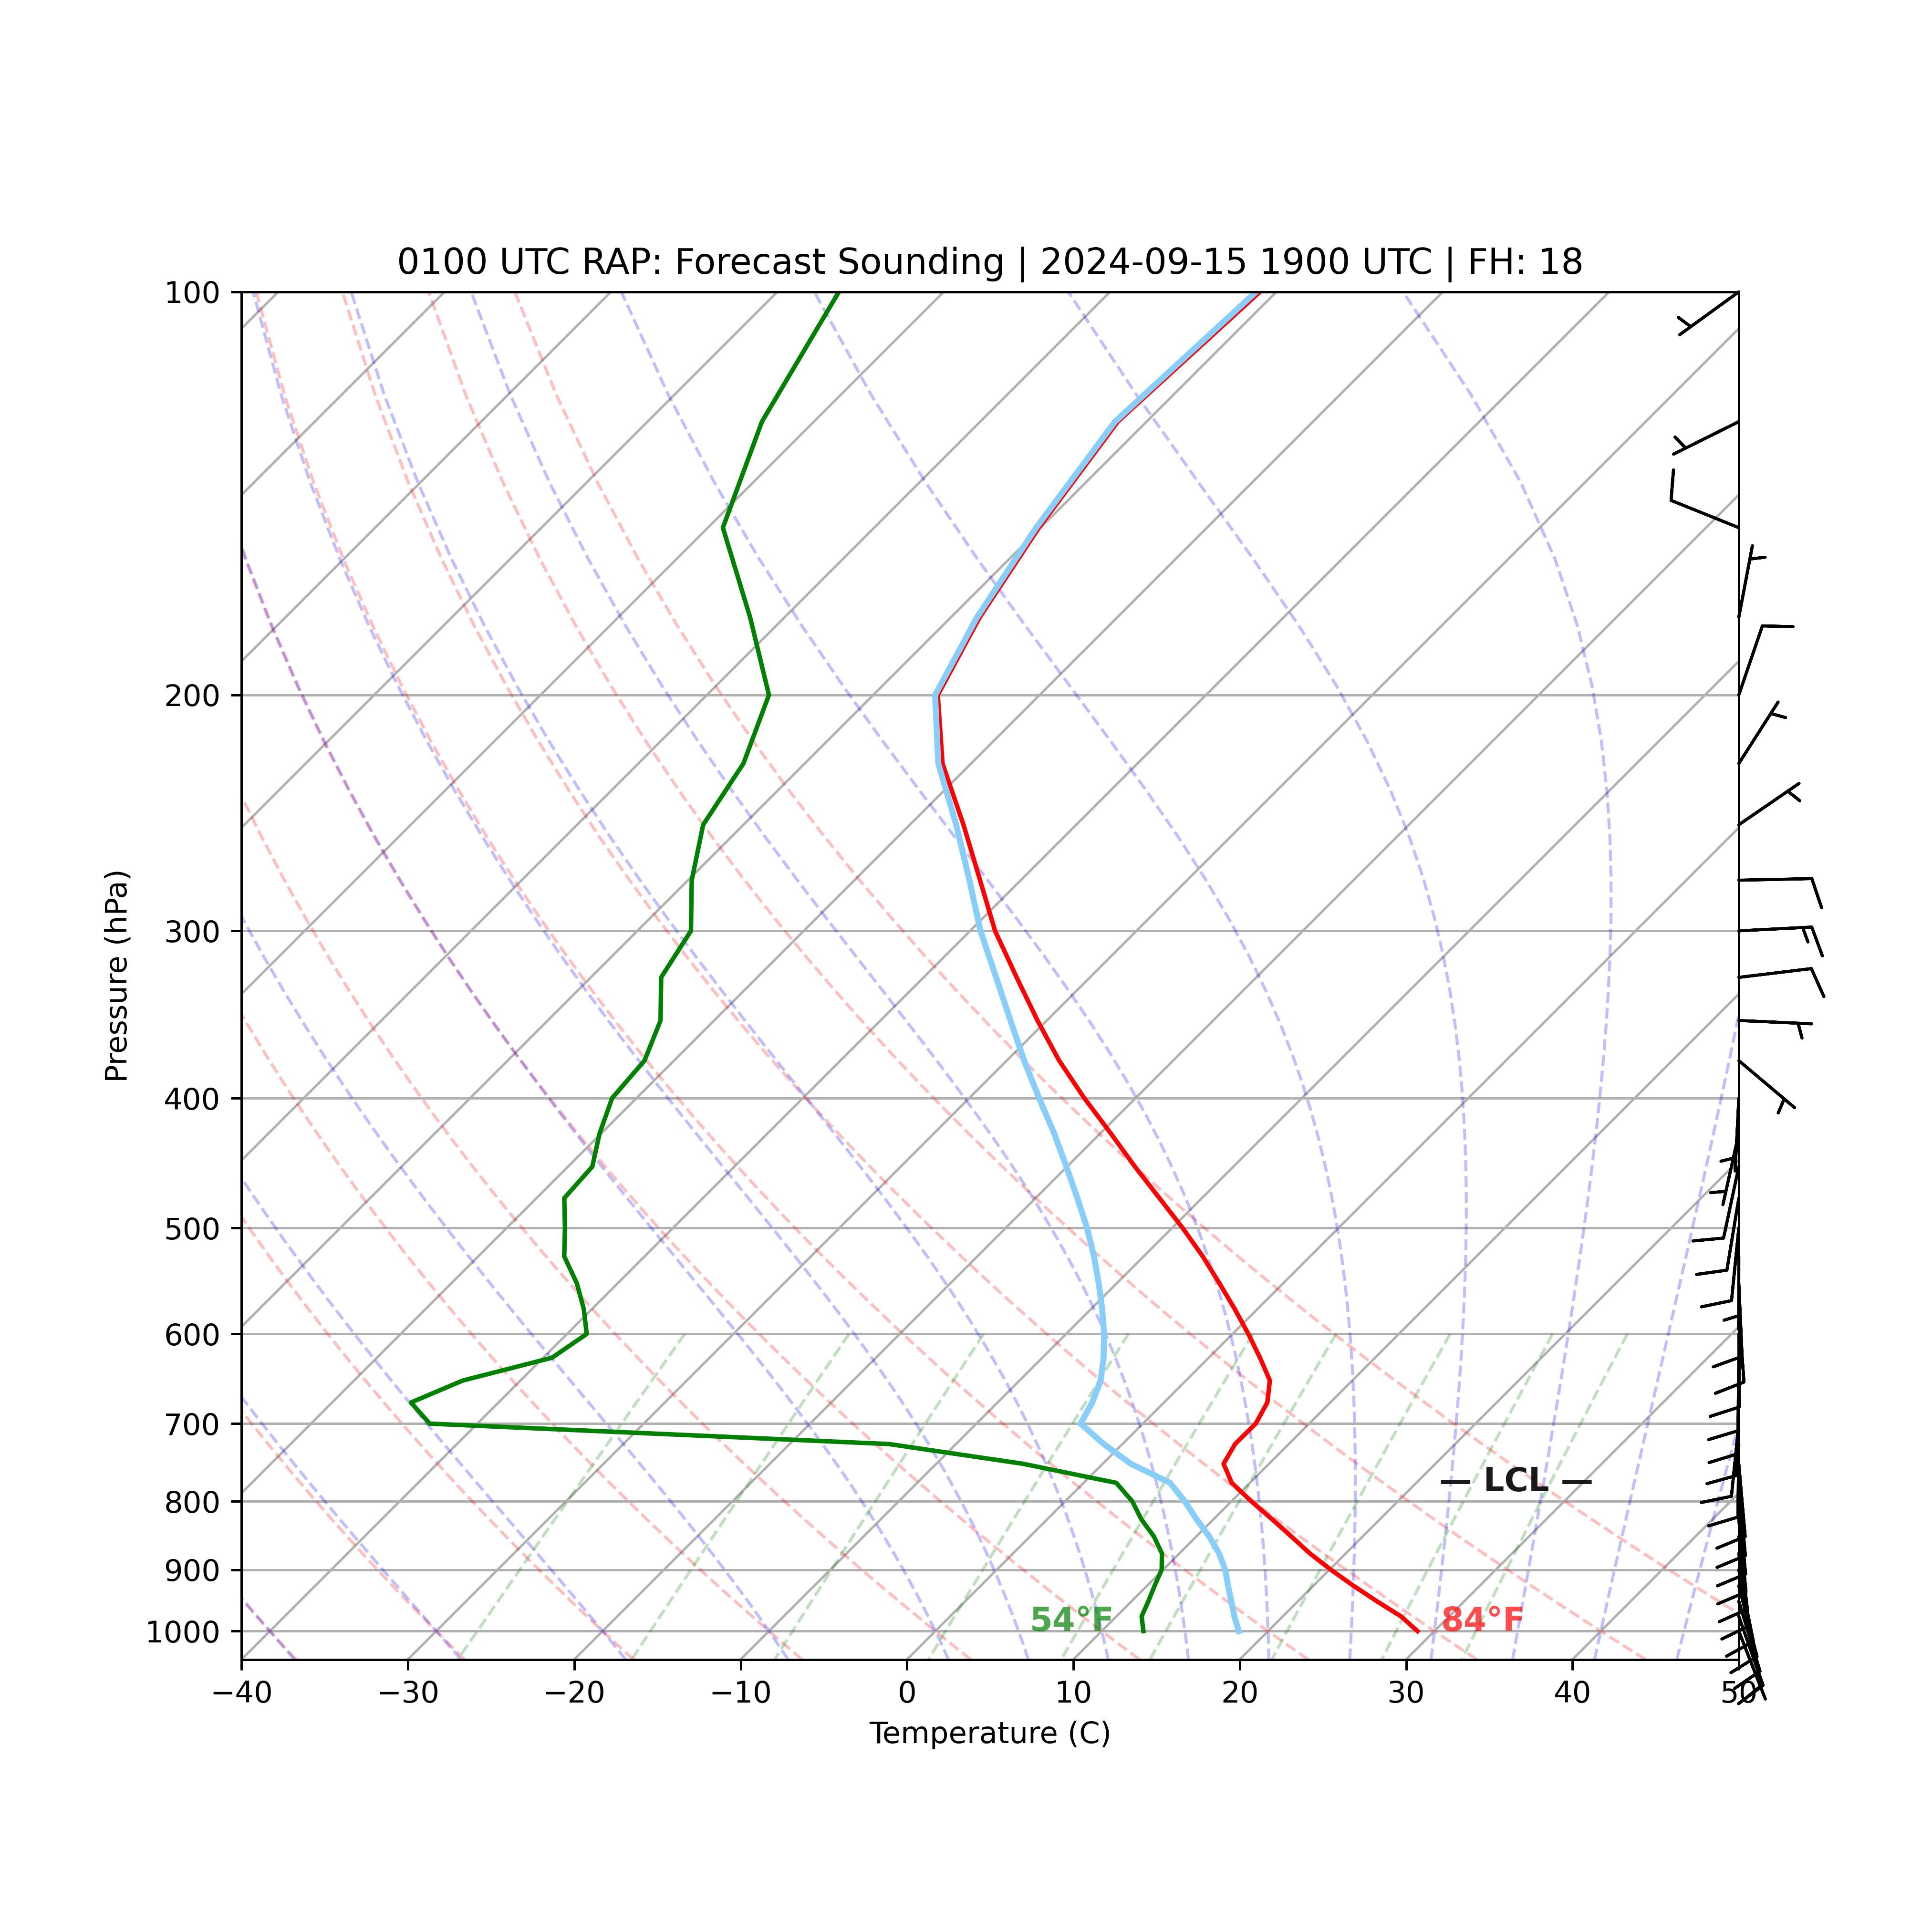 0100 UTC RAP: Forecast Sounding | 2024-09-15 1900 UTC | FH: 18
100
200
300
400
500
600
700
800
900
1000
Pressure (hPa)
— LCL —
54°F
84°F
−40 −30 −20 −10 0 10 20 30 40 50
Temperature (C)